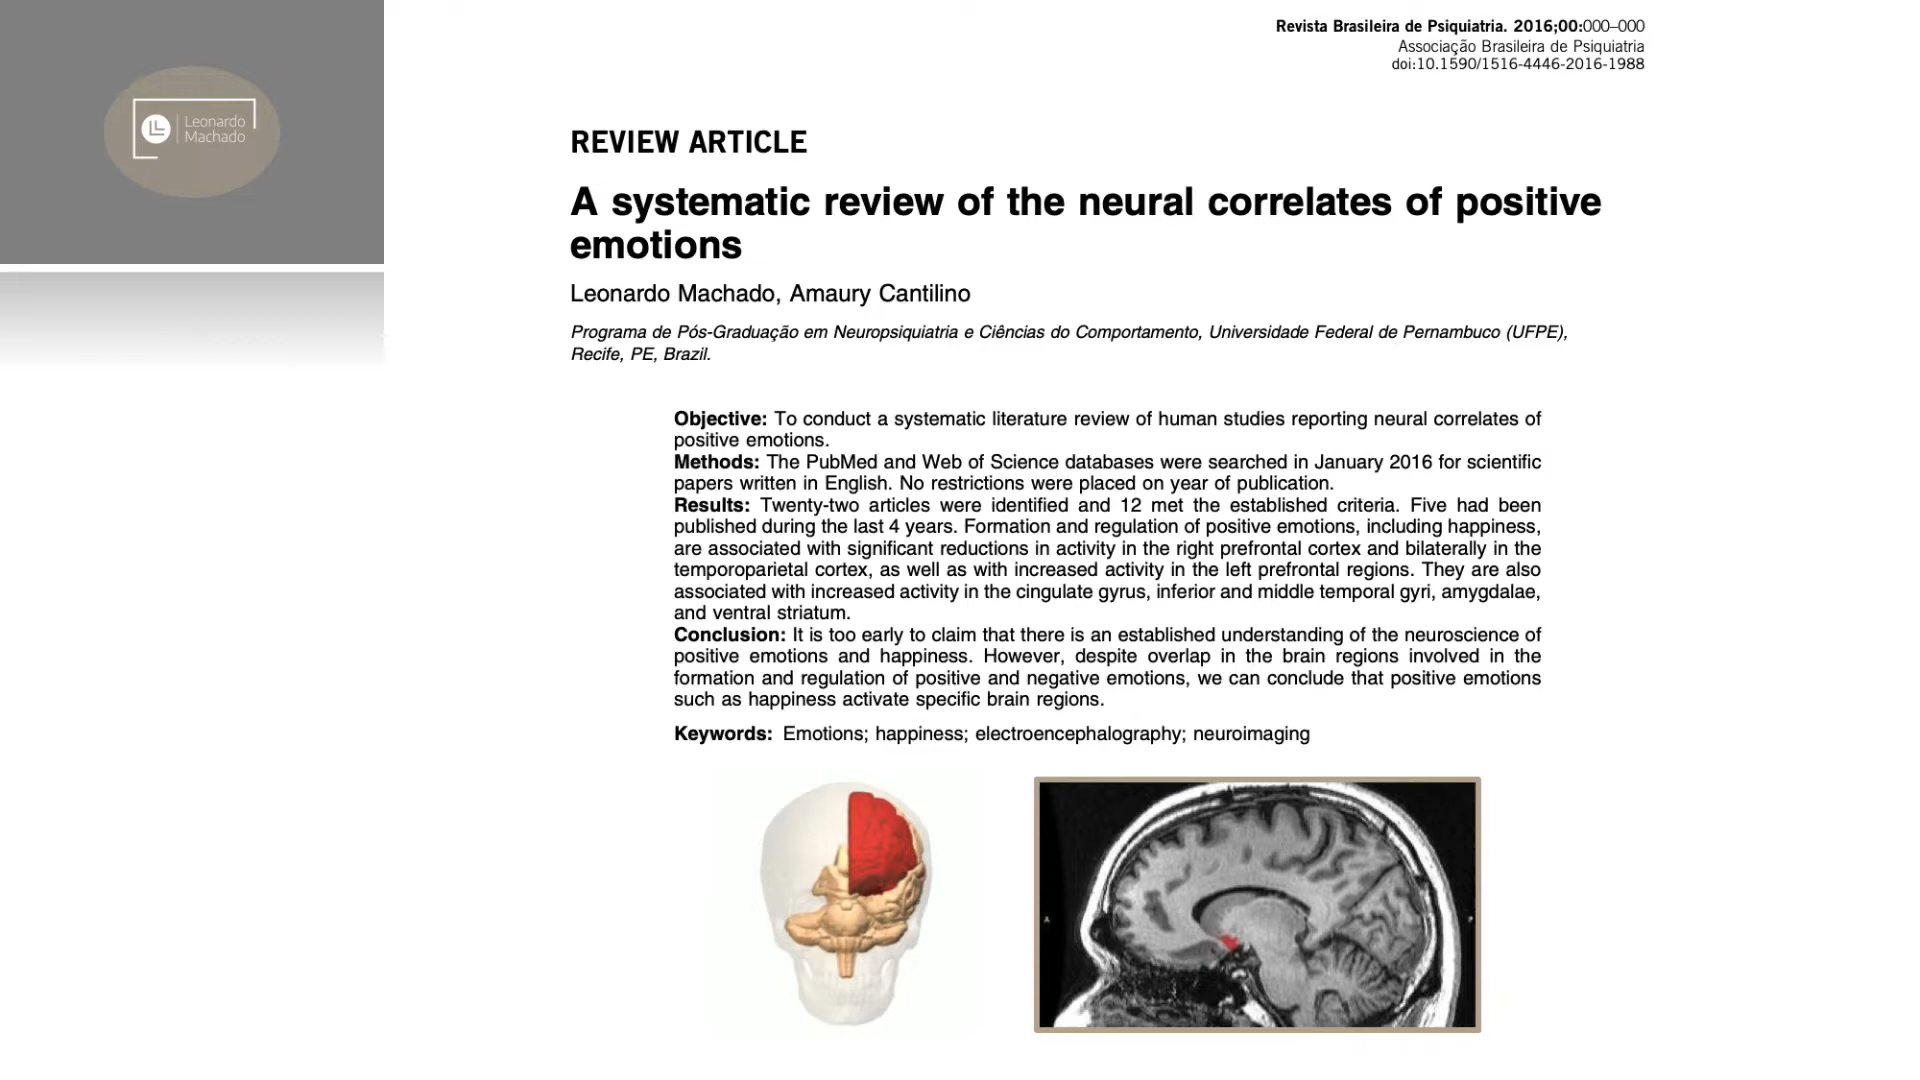 Leonardo
Machado
Revista Brasileira de Psiquiatria. 2016;00:000–000
Associação Brasileira de Psiquiatria
doi:10.1590/1516-4446-2016-1988
REVIEW ARTICLE
A systematic review of the neural correlates of positive
emotions
Leonardo Machado, Amaury Cantilino
Programa de Pós-Graduação em Neuropsiquiatria e Ciências do Comportamento, Universidade Federal de Pernambuco (UFPE),
Recife, PE, Brazil.
Objective: To conduct a systematic literature review of human studies reporting neural correlates of
positive emotions.
Methods: The PubMed and Web of Science databases were searched in January 2016 for scientific
papers written in English. No restrictions were placed on year of publication.
Results: Twenty-two articles were identified and 12 met the established criteria. Five had been
published during the last 4 years. Formation and regulation of positive emotions, including happiness,
are associated with significant reductions in activity in the right prefrontal cortex and bilaterally in the
temporoparietal cortex, as well as with increased activity in the left prefrontal regions. They are also
associated with increased activity in the cingulate gyrus, inferior and middle temporal gyri, amygdalae,
and ventral striatum.
Conclusion: It is too early to claim that there is an established understanding of the neuroscience of
positive emotions and happiness. However, despite overlap in the brain regions involved in the
formation and regulation of positive and negative emotions, we can conclude that positive emotions
such as happiness activate specific brain regions.
Keywords: Emotions; happiness; electroencephalography; neuroimaging